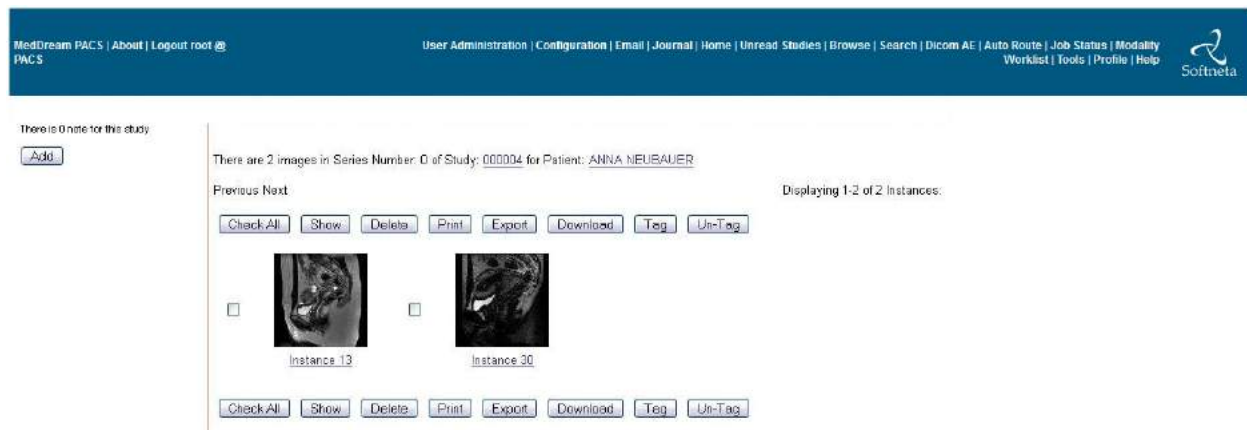 MedDream PACS | About | Logout root @
PACS
User Administration | Configuration | Email | Journal | Home | Unread Studies | Browse | Search | Dicom AE | Auto Route | Job Status | Modality
Worklist | Tools | Profile | Help
Softneta
There is 0 note for this study
Add
There are 2 images in Series Number: 0 of Study: 000004 for Patient: ANNA NEUBAUER
Previous Next
Displaying 1-2 of 2 Instances:
Check All Show Delete Print Export Download Tag Un-Tag
Instance 13 Instance 30
Check All Show Delete Print Export Download Tag Un-Tag